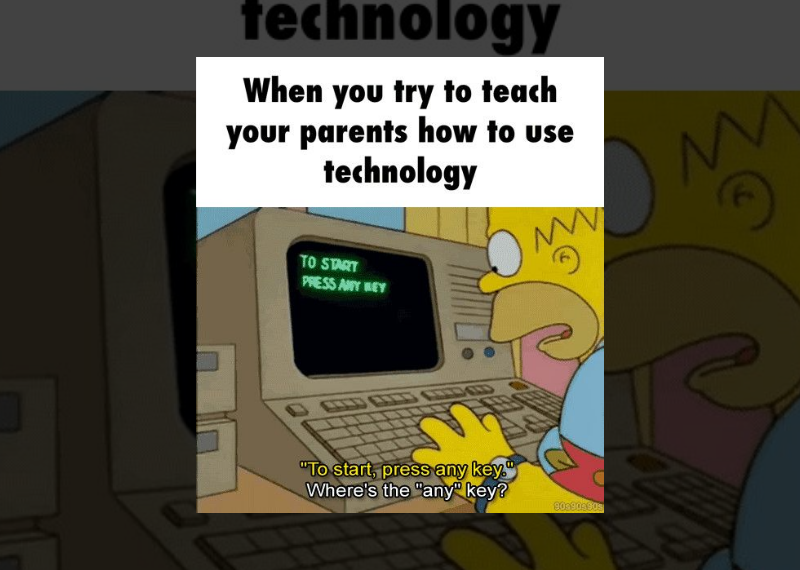 technology
When you try to teach
your parents how to use
technology
TO START
PRESS ANY KEY
"To start, press any key."
Where's the "any" key?